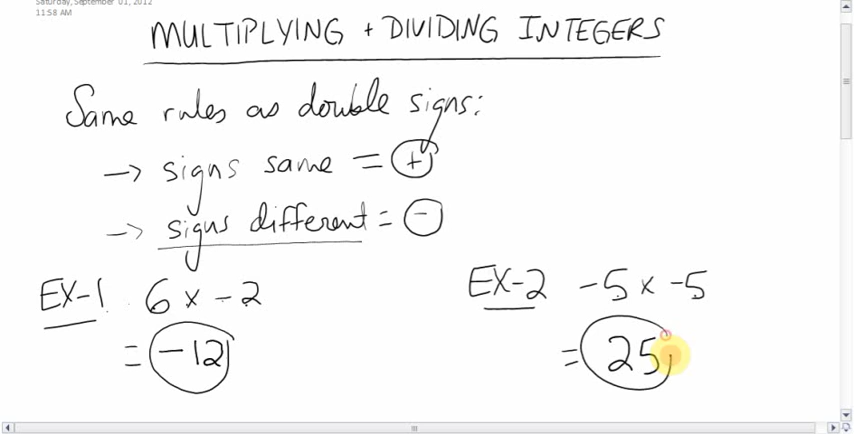 Saturday, September 01, 2012
11:58 AM
MULTIPLYING + DIVIDING INTEGERS
Same rules as double signs:
→ signs same = +
→ signs different = -
EX-1 6 x -2
= -12
EX-2 -5 x -5
= 25